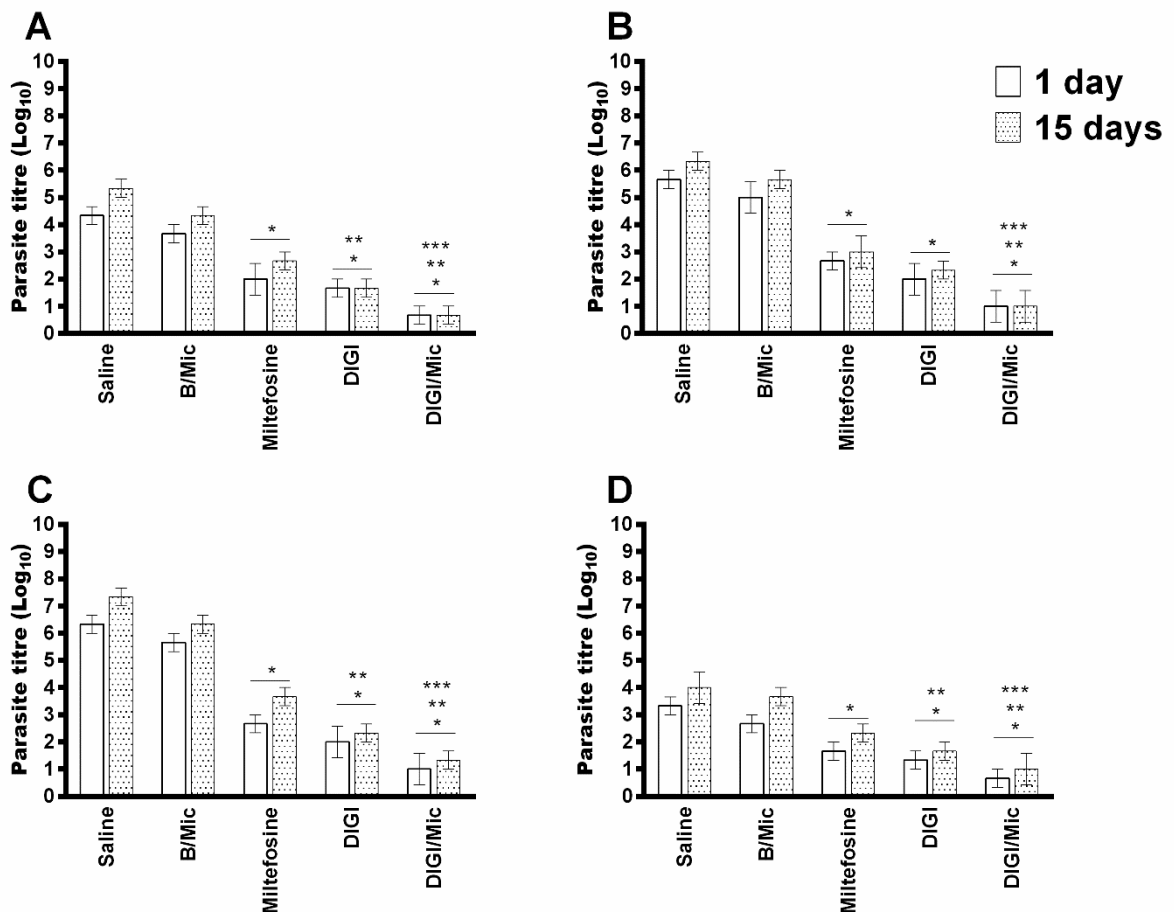 A
Parasite titre (Log₁₀)
10
9
8
7
6
5
4
3
2
1
0
*
**
*
***
**
*
Saline
B/Mic
Miltefosine
DIGI
DIGI/Mic
B
Parasite titre (Log₁₀)
10
9
8
7
6
5
4
3
2
1
0
*
*
***
**
*
Saline
B/Mic
Miltefosine
DIGI
DIGI/Mic
1 day
15 days
C
Parasite titre (Log₁₀)
10
9
8
7
6
5
4
3
2
1
0
*
**
*
***
**
*
Saline
B/Mic
Miltefosine
DIGI
DIGI/Mic
D
Parasite titre (Log₁₀)
10
9
8
7
6
5
4
3
2
1
0
*
**
*
***
**
*
Saline
B/Mic
Miltefosine
DIGI
DIGI/Mic